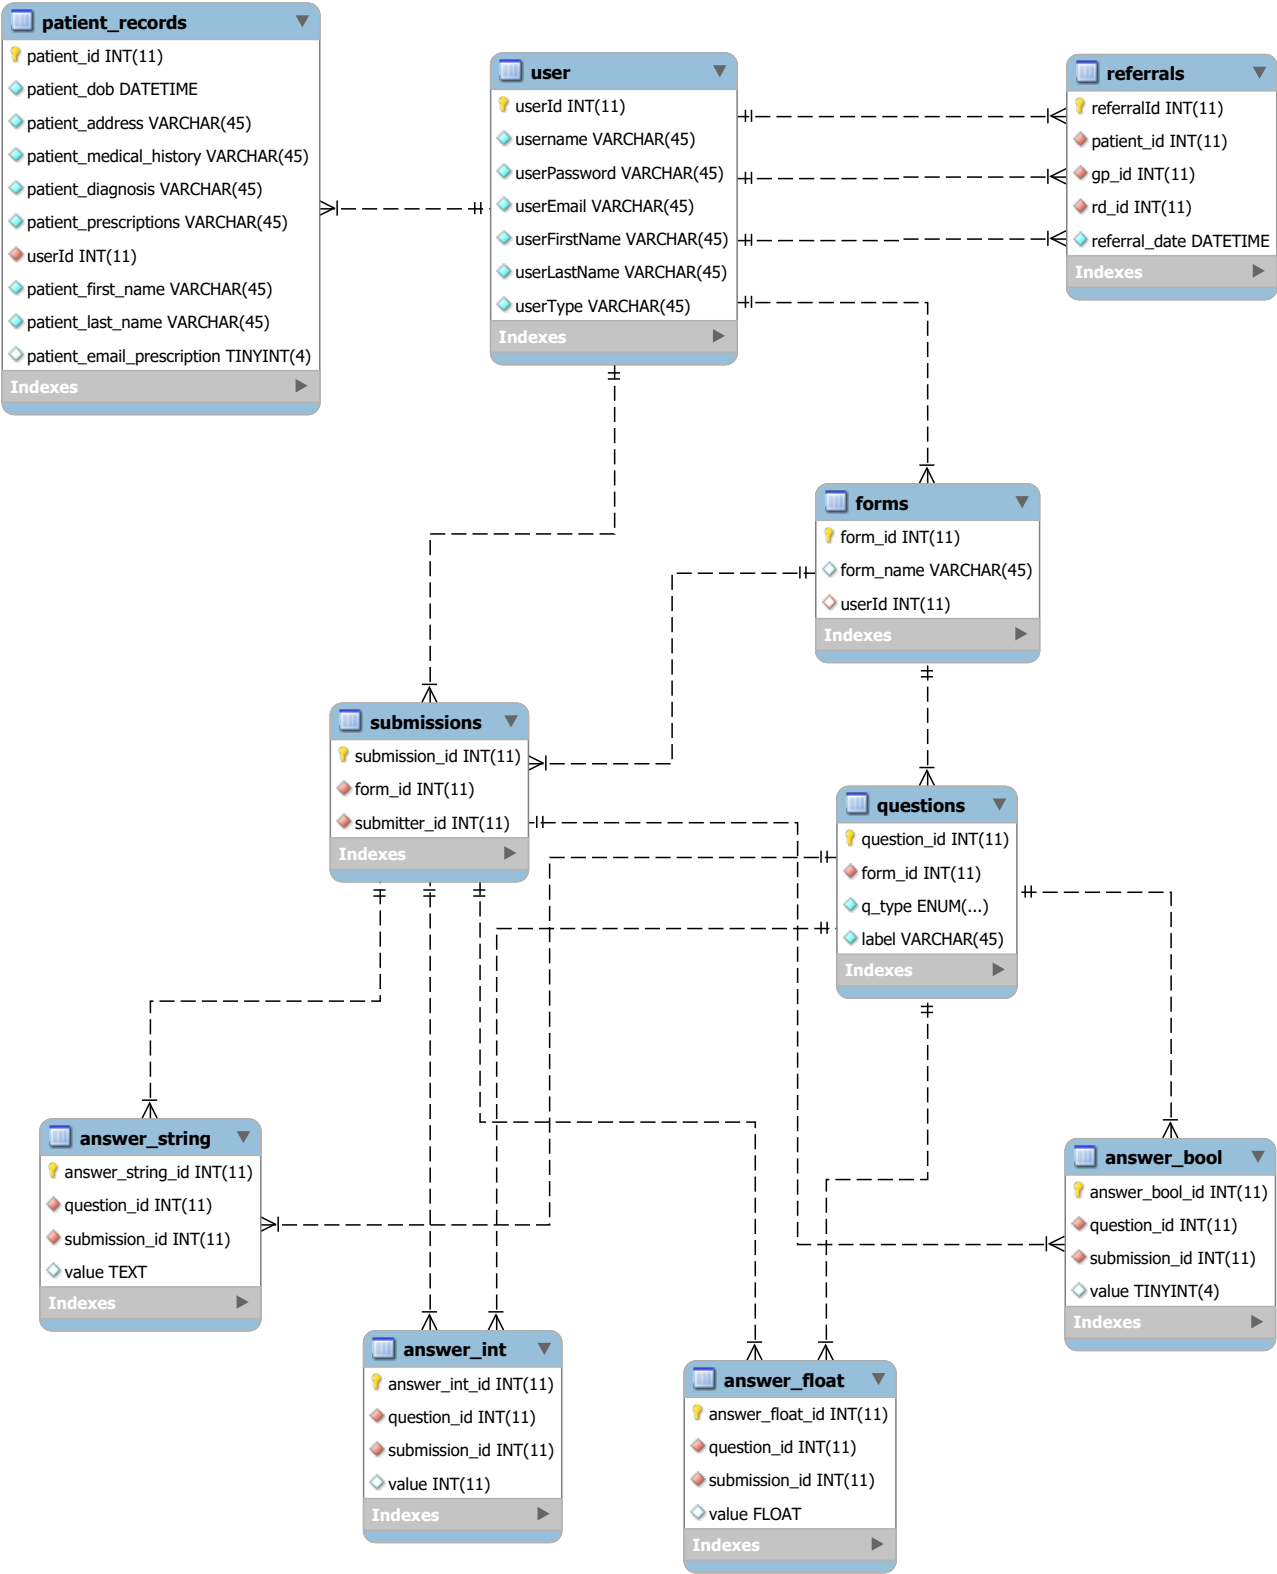 patient_records
patient_id INT(11)
patient_dob DATETIME
patient_address VARCHAR(45)
patient_medical_history VARCHAR(45)
patient_diagnosis VARCHAR(45)
patient_prescriptions VARCHAR(45)
userId INT(11)
patient_first_name VARCHAR(45)
patient_last_name VARCHAR(45)
patient_email_prescription TINYINT(4)
Indexes
user
userId INT(11)
username VARCHAR(45)
userPassword VARCHAR(45)
userEmail VARCHAR(45)
userFirstName VARCHAR(45)
userLastName VARCHAR(45)
userType VARCHAR(45)
Indexes
referrals
referralId INT(11)
patient_id INT(11)
gp_id INT(11)
rd_id INT(11)
referral_date DATETIME
Indexes
forms
form_id INT(11)
form_name VARCHAR(45)
userId INT(11)
Indexes
submissions
submission_id INT(11)
form_id INT(11)
submitter_id INT(11)
Indexes
questions
question_id INT(11)
form_id INT(11)
q_type ENUM(...)
label VARCHAR(45)
Indexes
answer_string
answer_string_id INT(11)
question_id INT(11)
submission_id INT(11)
value TEXT
Indexes
answer_bool
answer_bool_id INT(11)
question_id INT(11)
submission_id INT(11)
value TINYINT(4)
Indexes
answer_int
answer_int_id INT(11)
question_id INT(11)
submission_id INT(11)
value INT(11)
Indexes
answer_float
answer_float_id INT(11)
question_id INT(11)
submission_id INT(11)
value FLOAT
Indexes